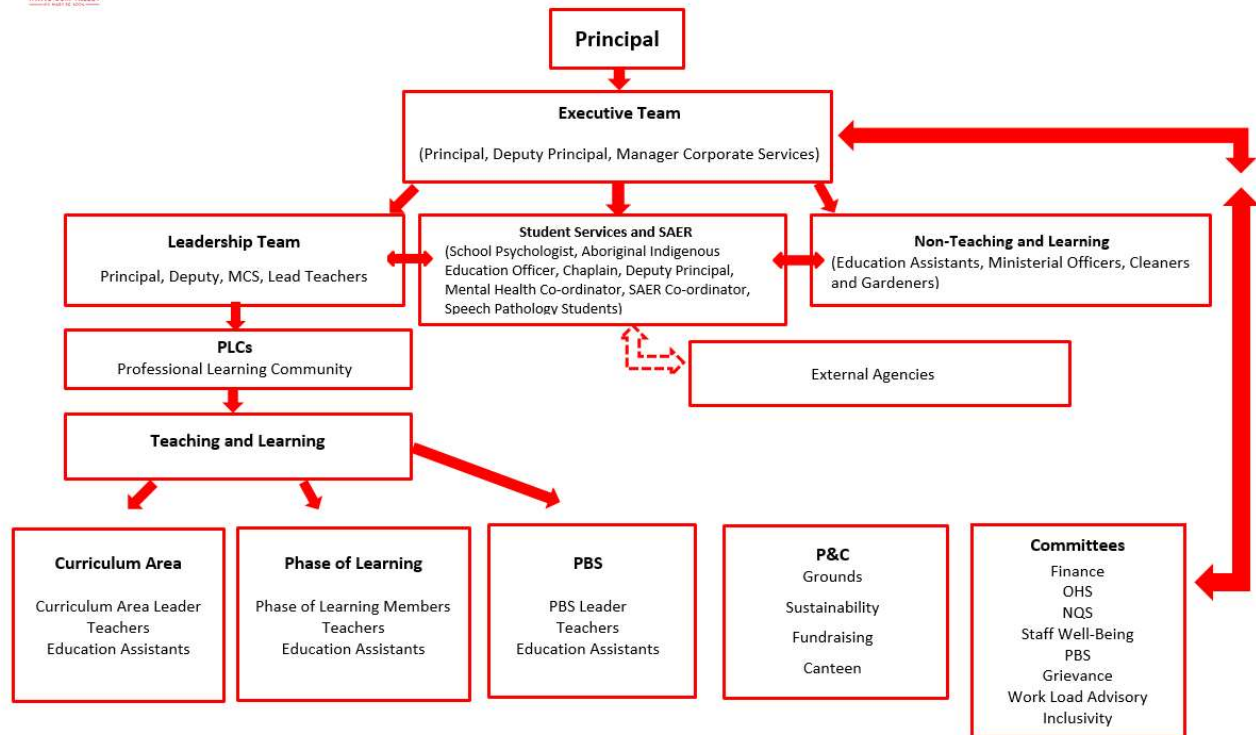 Principal
Executive Team
(Principal, Deputy Principal, Manager Corporate Services)
Leadership Team
Principal, Deputy, MCS, Lead Teachers
Student Services and SAER
(School Psychologist, Aboriginal Indigenous
Education Officer, Chaplain, Deputy Principal,
Mental Health Co-ordinator, SAER Co-ordinator,
Speech Pathology Students)
Non-Teaching and Learning
(Education Assistants, Ministerial Officers, Cleaners
and Gardeners)
PLCs
Professional Learning Community
External Agencies
Teaching and Learning
Curriculum Area
Curriculum Area Leader
Teachers
Education Assistants
Phase of Learning
Phase of Learning Members
Teachers
Education Assistants
PBS
PBS Leader
Teachers
Education Assistants
P&C
Grounds
Sustainability
Fundraising
Canteen
Committees
Finance
OHS
NQS
Staff Well-Being
PBS
Grievance
Work Load Advisory
Inclusivity